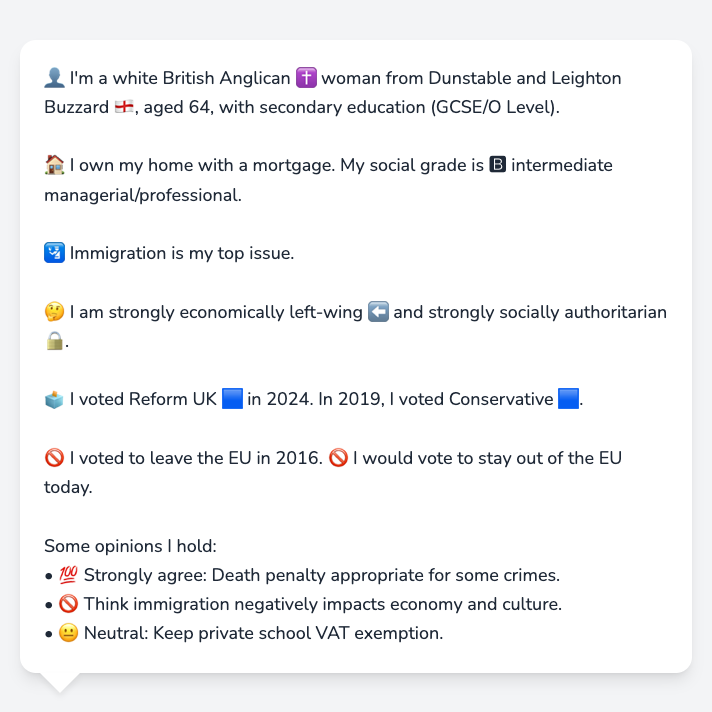 👤 I'm a white British Anglican ✝️ woman from Dunstable and Leighton
Buzzard 🏴󠁧󠁢󠁥󠁮󠁧󠁿, aged 64, with secondary education (GCSE/O Level).
🏠 I own my home with a mortgage. My social grade is 🅱 intermediate
managerial/professional.
🛂 Immigration is my top issue.
🤔 I am strongly economically left-wing ⬅️ and strongly socially authoritarian
🔒.
🗳️ I voted Reform UK 🟦 in 2024. In 2019, I voted Conservative 🟦.
🚫 I voted to leave the EU in 2016. 🚫 I would vote to stay out of the EU
today.
Some opinions I hold:
• 💯 Strongly agree: Death penalty appropriate for some crimes.
• 🚫 Think immigration negatively impacts economy and culture.
• 😐 Neutral: Keep private school VAT exemption.